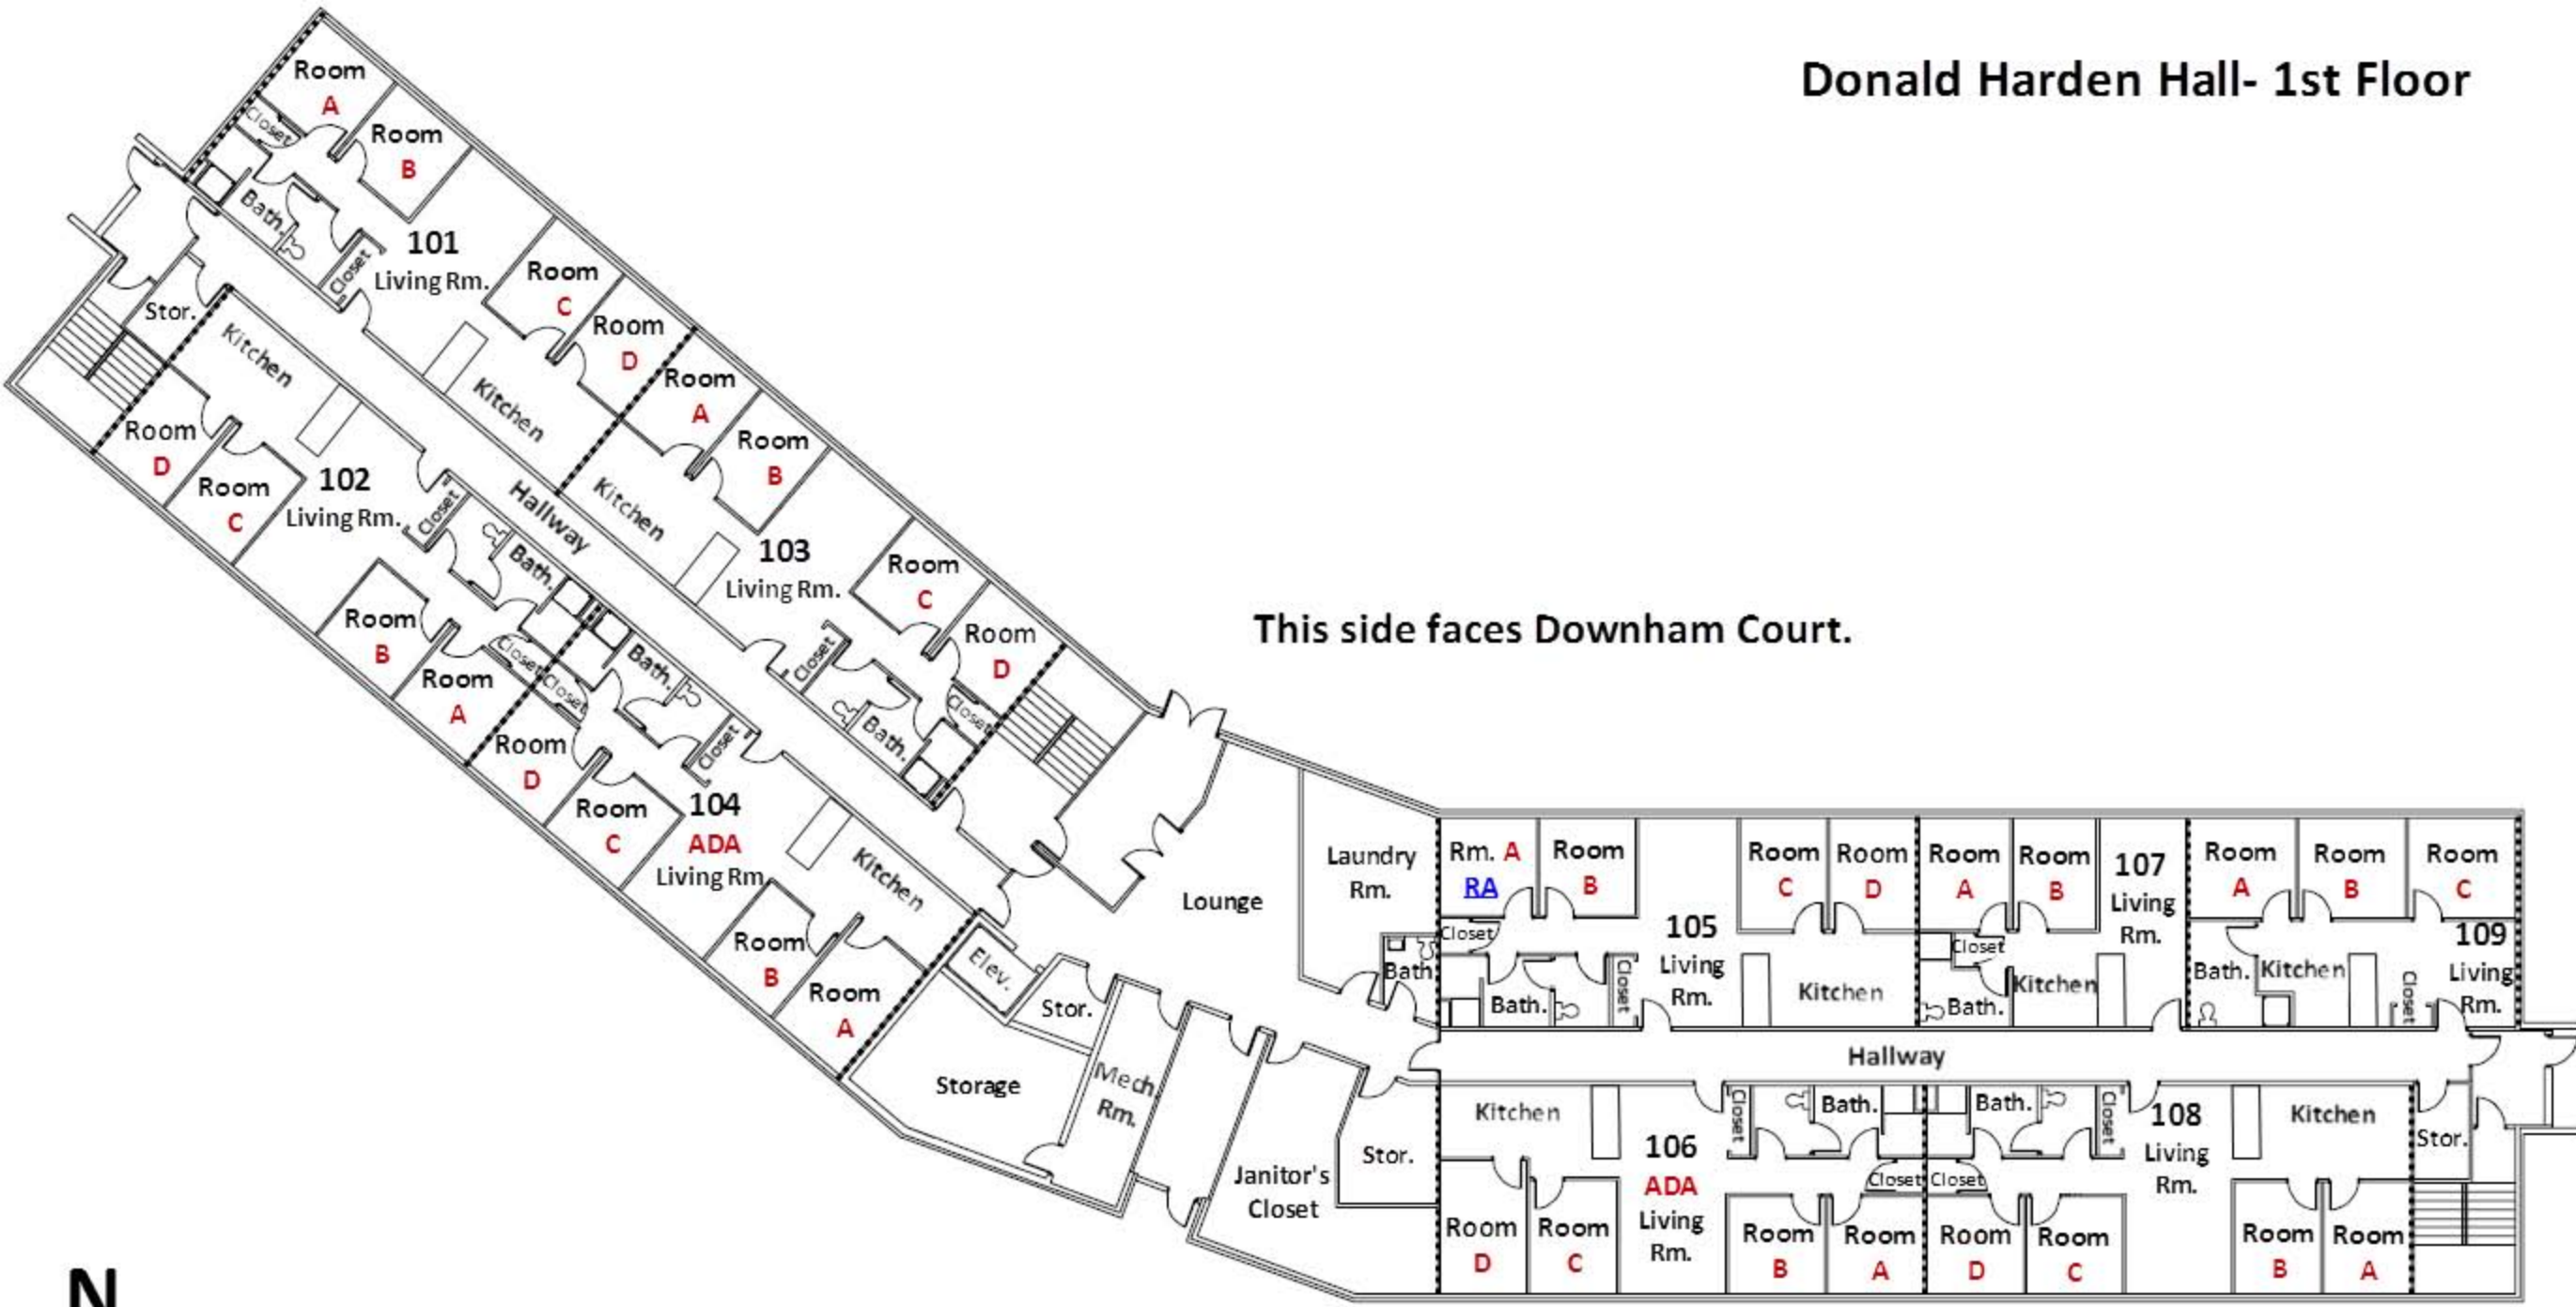 Donald Harden Hall- 1st Floor
Room
A
Closet
Room
B
Bath.
Closet
101
Living Rm.
Room
C
Room
D
Kitchen
Stor.
Kitchen
Room
D
Room
C
102
Living Rm.
Closet
Bath.
Room
B
Room
A
Closet
Hallway
Room
A
Room
B
Kitchen
103
Living Rm.
Room
C
Room
D
Closet
Bath.
Closet
This side faces Downham Court.
Closet
Bath.
Closet
Room
D
Room
C
104
ADA
Living Rm.
Kitchen
Room
B
Room
A
Elev.
Stor.
Storage
Mech.
Rm.
Lounge
Laundry
Rm.
Bath
Janitor's
Closet
Stor.
Rm. A
RA
Room
B
Closet
Bath.
Closet
105
Living
Rm.
Room
C
Room
D
Kitchen
Room
A
Room
B
Closet
Bath.
Kitchen
107
Living
Rm.
Room
A
Room
B
Room
C
Bath.
Kitchen
Closet
109
Living
Rm.
Hallway
Kitchen
Room
D
Room
C
106
ADA
Living
Rm.
Closet
Bath.
Closet
Room
B
Room
A
Bath.
Closet
Closet
Room
D
Room
C
108
Living
Rm.
Kitchen
Room
B
Room
A
Stor.
N